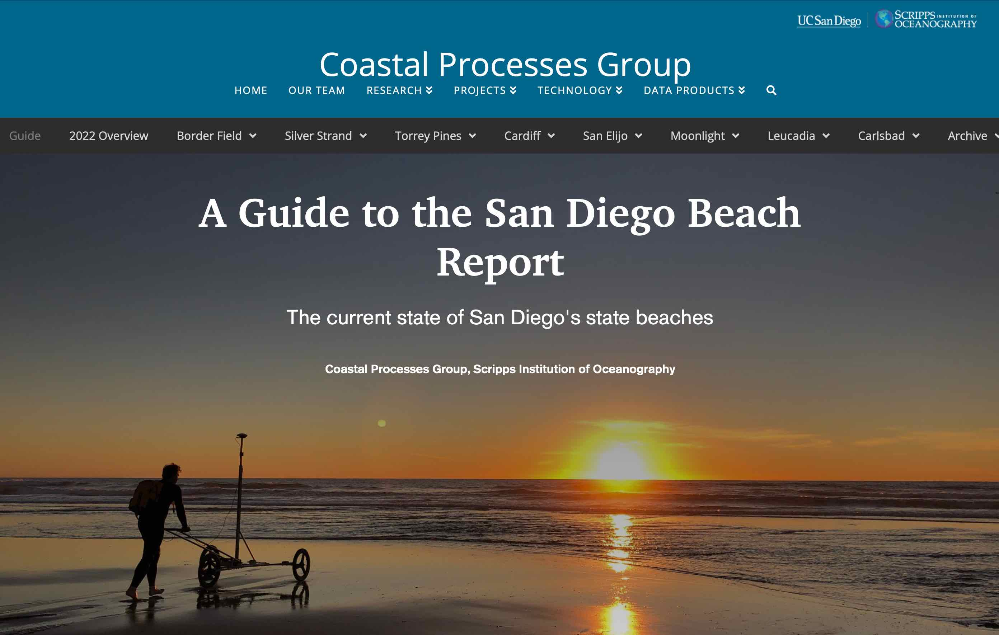 UC San Diego
SCRIPPS INSTITUTION OF
OCEANOGRAPHY
Coastal Processes Group
HOME OUR TEAM RESEARCH PROJECTS TECHNOLOGY DATA PRODUCTS
Guide 2022 Overview Border Field Silver Strand Torrey Pines Cardiff San Elijo Moonlight Leucadia Carlsbad Archive
A Guide to the San Diego Beach
Report
The current state of San Diego's state beaches
Coastal Processes Group, Scripps Institution of Oceanography